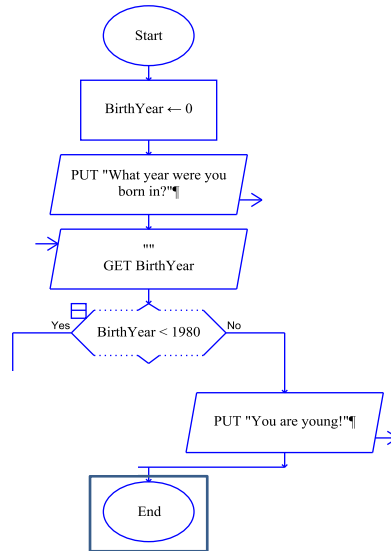 Start
BirthYear ← 0
PUT "What year were you
born in?"¶
""
GET BirthYear
Yes
BirthYear < 1980
No
PUT "You are young!"¶
End